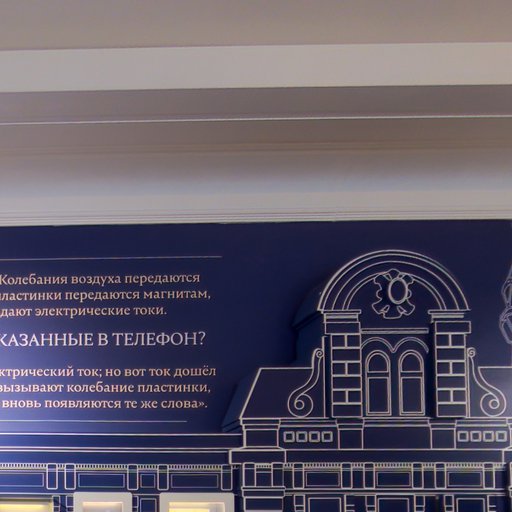 Колебания воздуха передаются
пластинки передаются магнитам,
дают электрические токи.
КАЗАННЫЕ В ТЕЛЕФОН?
ктрический ток; но вот ток дошёл
вызывают колебание пластинки,
вновь появляются те же слова».